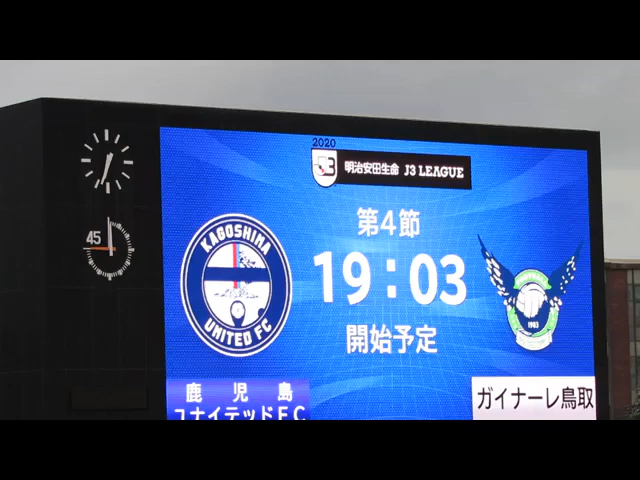 2020
明治安田生命 J3 LEAGUE
第4節
45
KAGOSHIMA
UNITED FC
19:03
1983
開始予定
鹿児島
ユナイテッドFC
ガイナーレ鳥取